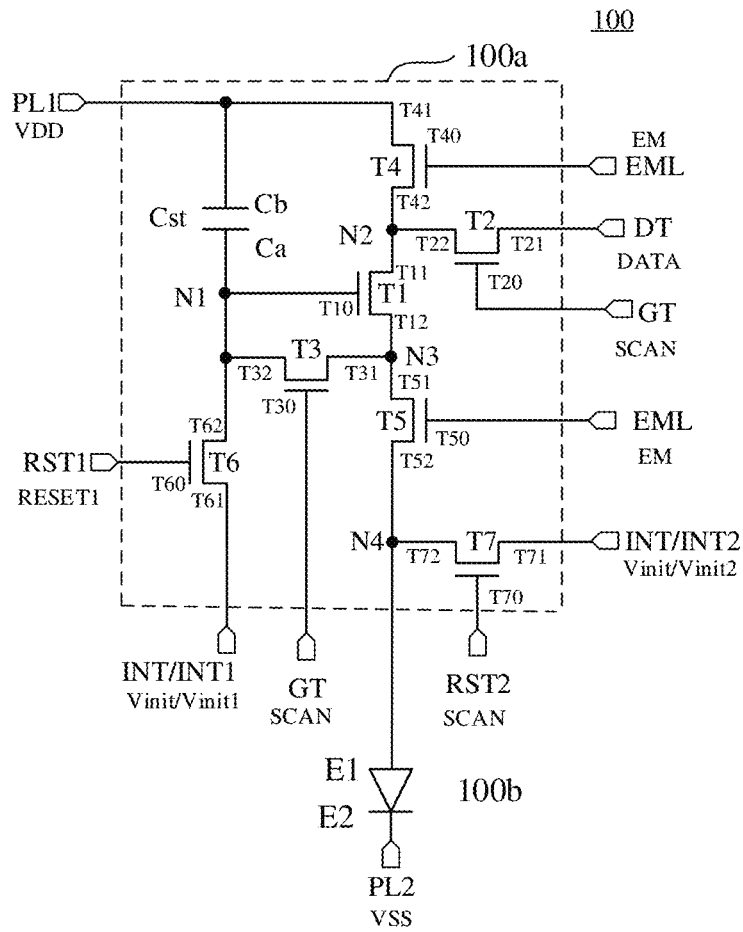 100
100a
PL1
VDD
T41
T40
EM
T4
EML
T42
Cb
Cst
Ca
N2
T2
T22
T21
DT
DATA
T20
T11
N1
T10
T1
GT
T12
SCAN
T3
N3
T32
T31
T51
T30
T5
T50
EML
T52
EM
T62
RST1
T60
T6
RESET1
T61
N4
T72
T7
T71
INT/INT2
Vinit/Vinit2
T70
INT/INT1
Vinit/Vinit1
GT
SCAN
RST2
SCAN
E1
100b
E2
PL2
VSS